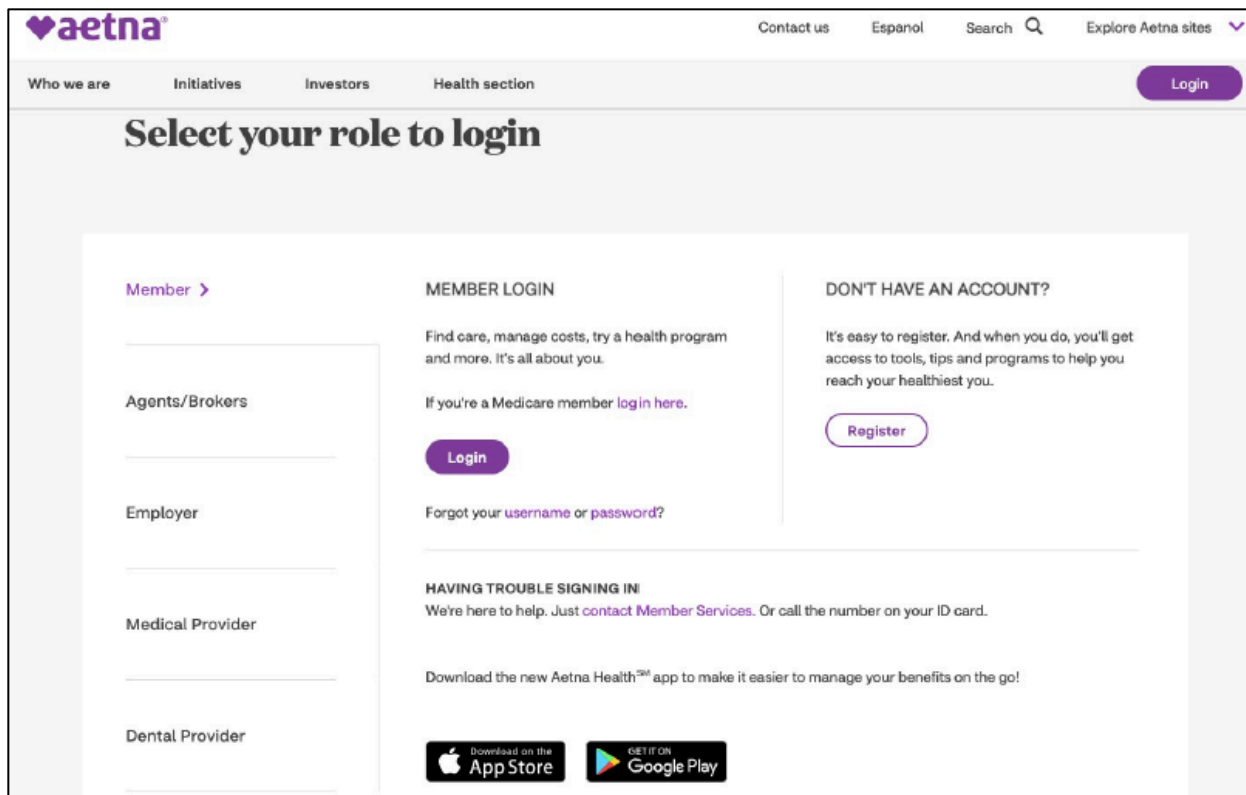 aetna®
Contact us Espanol Search Explore Aetna sites
Who we are Initiatives Investors Health section Login
Select your role to login
Member
Agents/Brokers
Employer
Medical Provider
Dental Provider
MEMBER LOGIN
Find care, manage costs, try a health program
and more. It's all about you.
If you're a Medicare member log in here.
Login
Forgot your username or password?
DON'T HAVE AN ACCOUNT?
It's easy to register. And when you do, you'll get
access to tools, tips and programs to help you
reach your healthiest you.
Register
HAVING TROUBLE SIGNING IN
We're here to help. Just contact Member Services. Or call the number on your ID card.
Download the new Aetna Health℠ app to make it easier to manage your benefits on the go!
Download on the
App Store
GET IT ON
Google Play